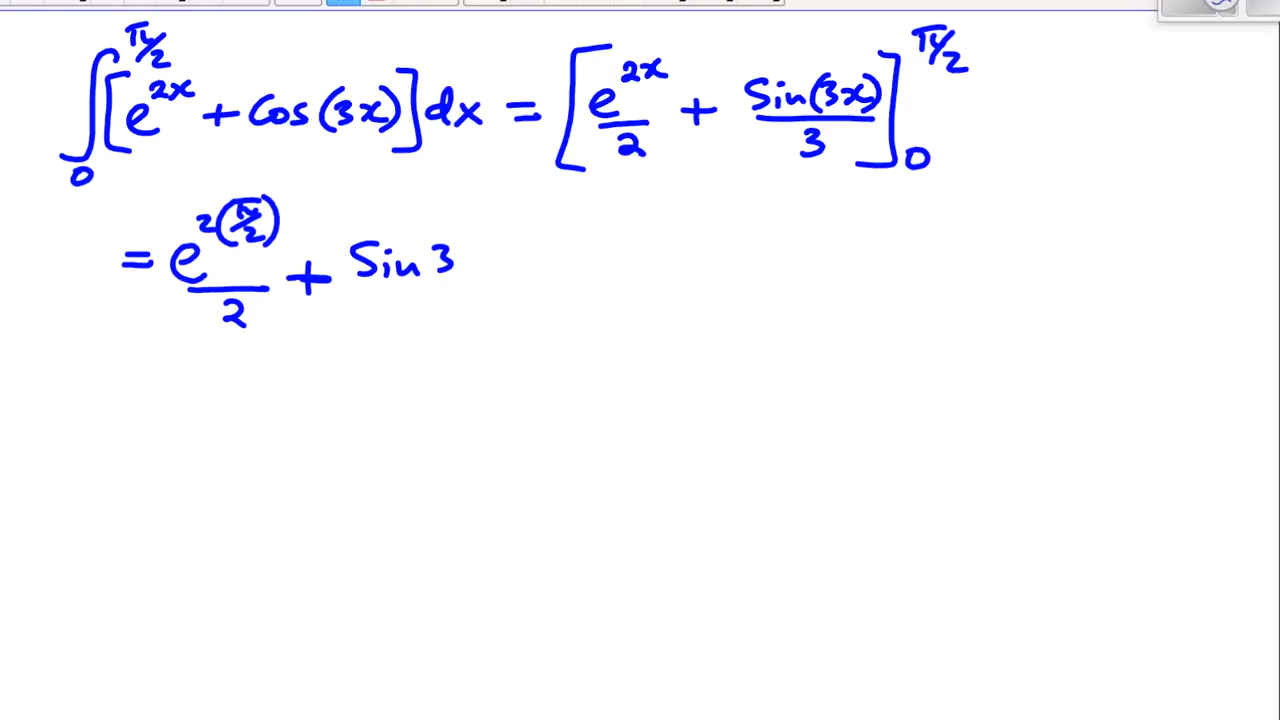 ∫₀^{π/2} [e^{2x} + Cos(3x)] dx = [e^{2x}/2 + Sin(3x)/3]₀^{π/2}
= e^{2(π/2)}/2 + Sin 3